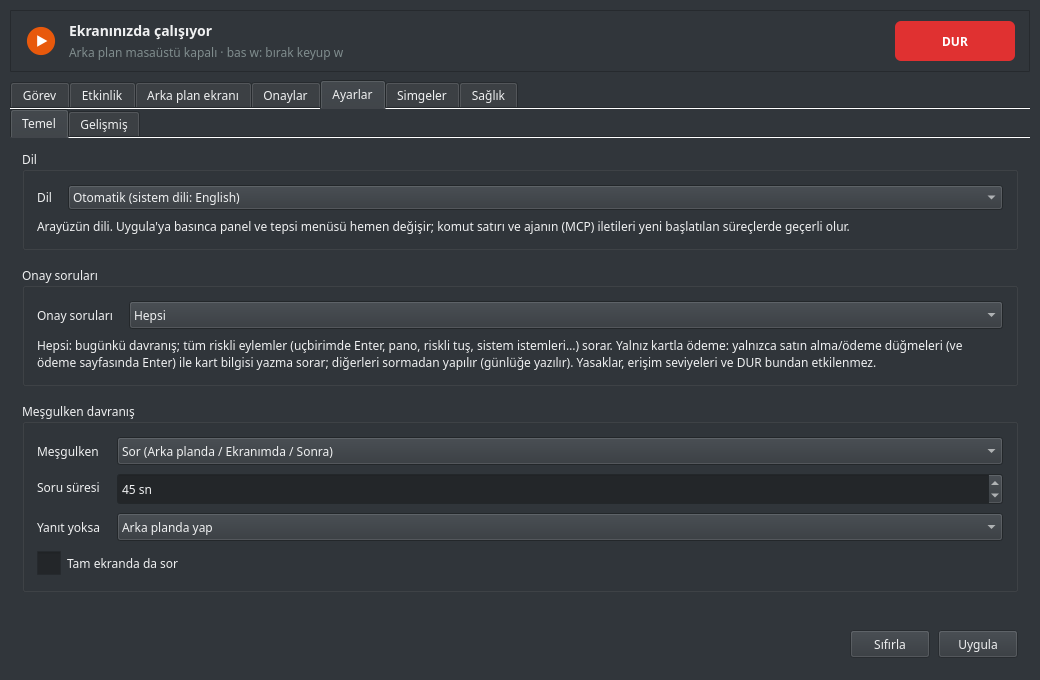 Ekranınızda çalışıyor
Arka plan masaüstü kapalı · bas w: bırak keyup w
DUR
Görev
Etkinlik
Arka plan ekranı
Onaylar
Ayarlar
Simgeler
Sağlık
Temel
Gelişmiş
Dil
Dil
Otomatik (sistem dili: English)
Arayüzün dili. Uygula'ya basınca panel ve tepsi menüsü hemen değişir; komut satırı ve ajanın (MCP) iletileri yeni başlatılan süreçlerde geçerli olur.
Onay soruları
Onay soruları
Hepsi
Hepsi: bugünkü davranış; tüm riskli eylemler (uçbirimde Enter, pano, riskli tuş, sistem istemleri...) sorar. Yalnız kartla ödeme: yalnızca satın alma/ödeme düğmeleri (ve
ödeme sayfasında Enter) ile kart bilgisi yazma sorar; diğerleri sormadan yapılır (günlüğe yazılır). Yasaklar, erişim seviyeleri ve DUR bundan etkilenmez.
Meşgulken davranış
Meşgulken
Sor (Arka planda / Ekranımda / Sonra)
Soru süresi
45 sn
Yanıt yoksa
Arka planda yap
Tam ekranda da sor
Sıfırla
Uygula